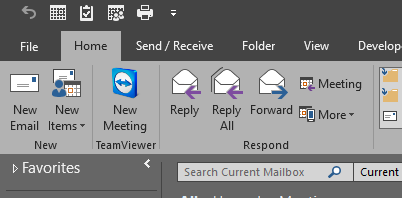 File Home Send / Receive Folder View Develop
New Email New Items New Meeting Reply Reply All Forward Meeting
More
New TeamViewer Respond
Favorites
Search Current Mailbox Current